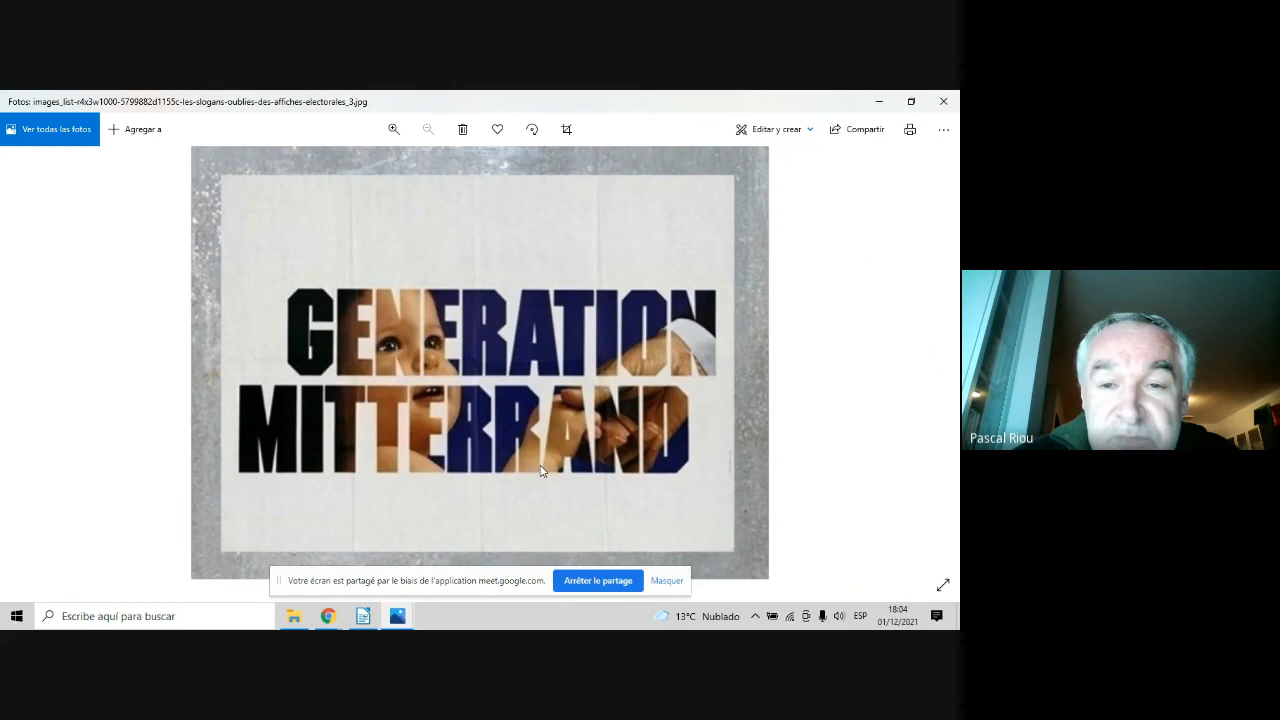 Fotos: images_list-r4x3w1000-5799882d1155c-les-slogans-oublies-des-affiches-electorales_3.jpg
Ver todas las fotos
Agregar a
Editar y crear
Compartir
GENERATION
MITTERRAND
Pascal Riou
Votre écran est partagé par le biais de l'application meet.google.com.
Arrêter le partage
Masquer
Escribe aquí para buscar
13°C Nublado
ESP
18:04
01/12/2021